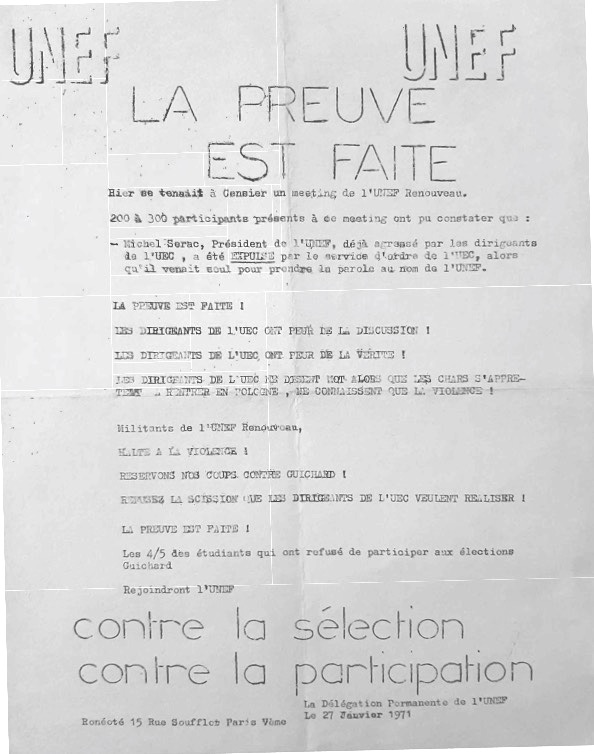 UNEF UNEF
LA PREUVE
EST FAITE
Hier se tenait à Censier un meeting de l'UNEF Renouveau.
200 à 300 participants présents à ce meeting ont pu constater que :
- Michel Serac, Président de l'UNEF, déjà agressé par les dirigeants
de l'UEC , a été EXPULSE par le service d'ordre de l'UEC, alors
qu'il venait seul pour prendre la parole au nom de l'UNEF.
LA PREUVE EST FAITE !
LES DIRIGEANTS DE L'UEC ONT PEUR DE LA DISCUSSION !
LES DIRIGEANTS DE L'UEC ONT PEUR DE LA VERITE !
LES DIRIGEANTS DE L'UEC NE DISENT MOT ALORS QUE LES CHARS S'APPRE-
TENT A RENTRER EN POLOGNE , NE CONNAISSENT QUE LA VIOLENCE !
Militants de l'UNEF Renouveau,
HALTE A LA VIOLENCE !
RESERVONS NOS COUPS CONTRE GUICHARD !
REFUSEZ LA SCISSION QUE LES DIRIGEANTS DE L'UEC VEULENT REALISER !
LA PREUVE EST FAITE !
Les 4/5 des étudiants qui ont refusé de participer aux élections
Guichard
Rejoindront l'UNEF
contre la sélection
contre la participation
La Délégation Permanente de l'UNEF
Le 27 Janvier 1971
Ronéoté 15 Rue Soufflot Paris Vème